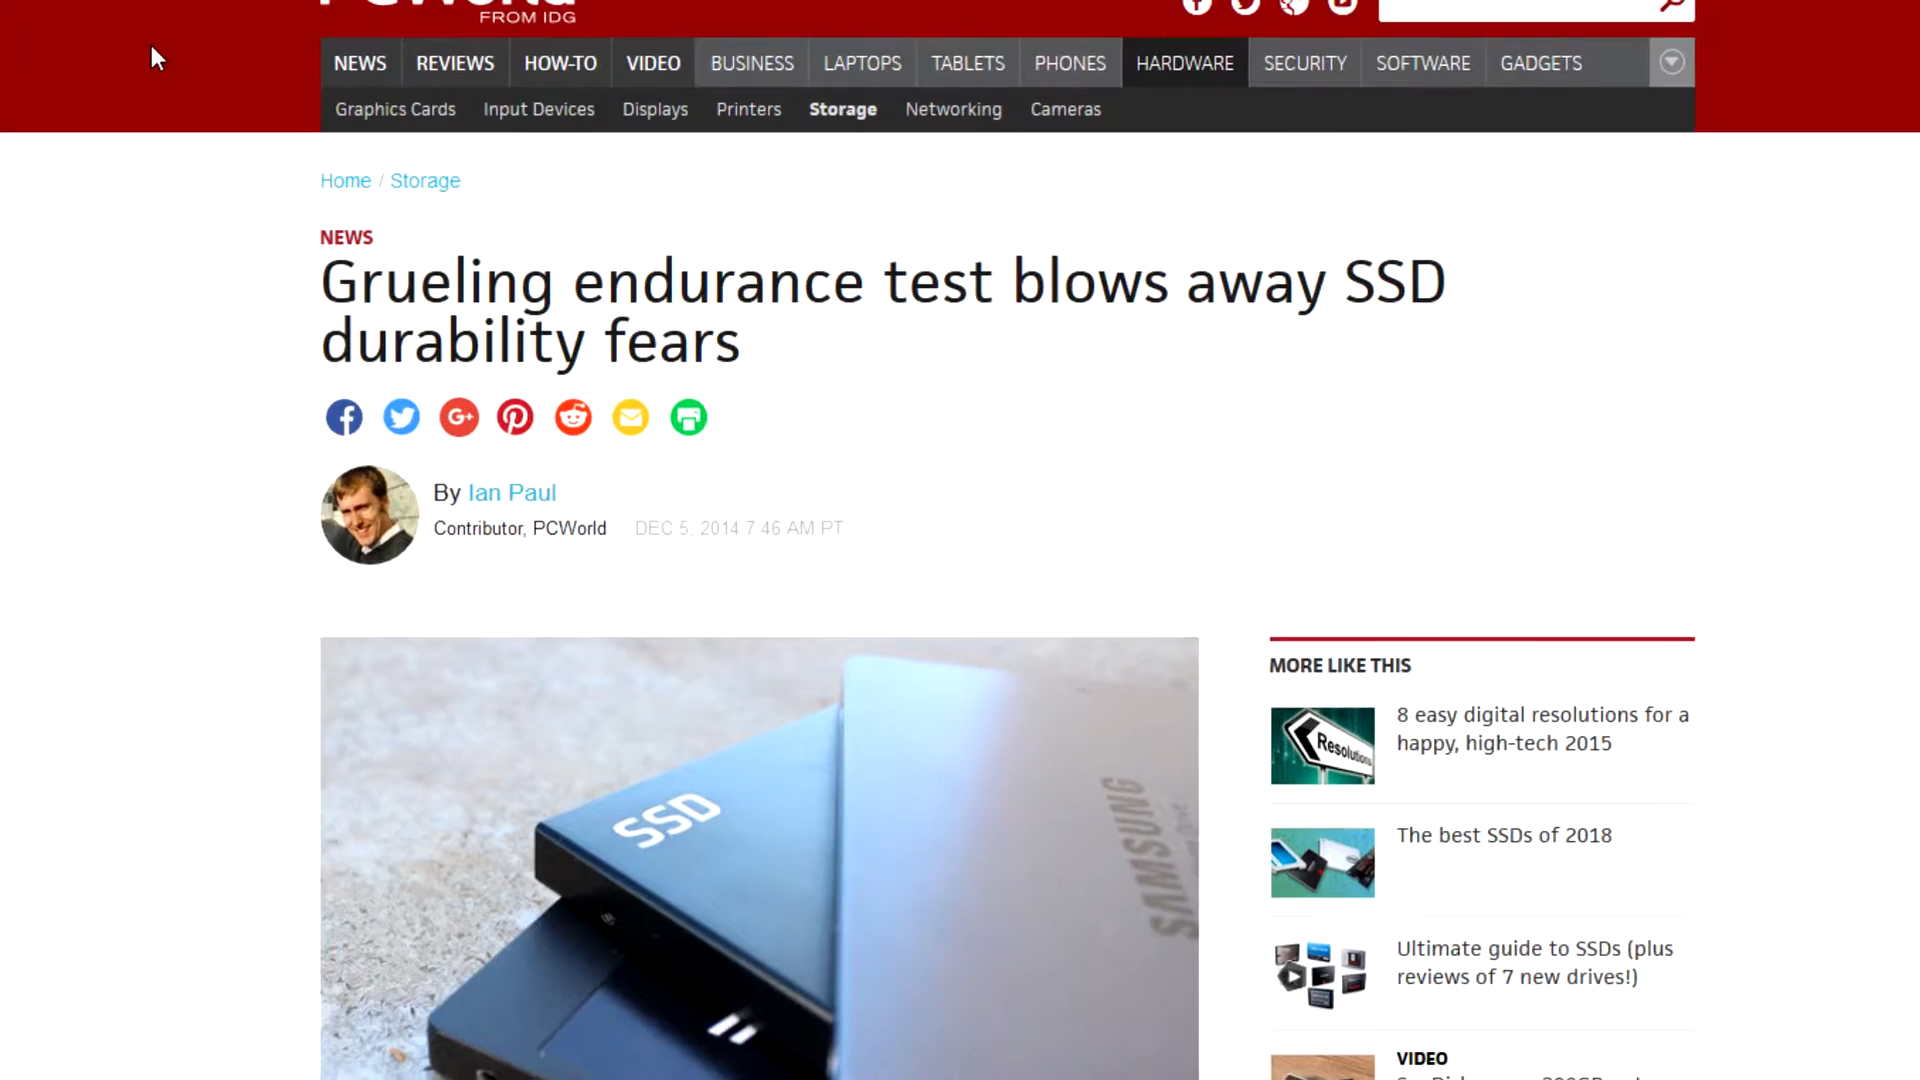 PCWorld
FROM IDG
NEWS REVIEWS HOW-TO VIDEO BUSINESS LAPTOPS TABLETS PHONES HARDWARE SECURITY SOFTWARE GADGETS
Graphics Cards Input Devices Displays Printers Storage Networking Cameras
Home / Storage
NEWS
Grueling endurance test blows away SSD
durability fears
By Ian Paul
Contributor, PCWorld DEC 5, 2014 7 46 AM PT
SSD
SAMSUNG
MORE LIKE THIS
Resolutions
8 easy digital resolutions for a
happy, high-tech 2015
The best SSDs of 2018
Ultimate guide to SSDs (plus
reviews of 7 new drives!)
VIDEO